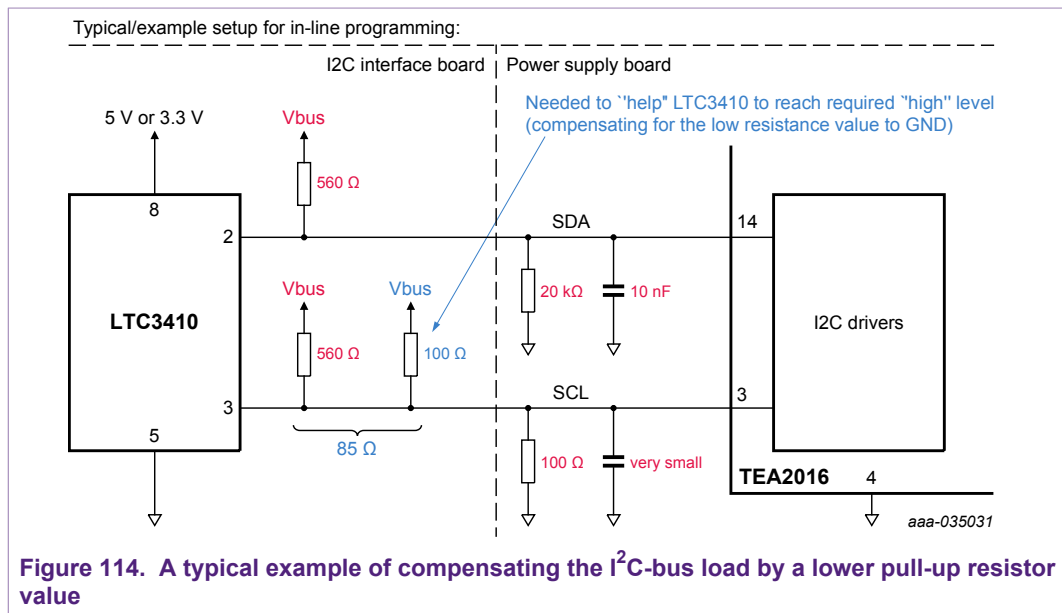 Typical/example setup for in-line programming:
I2C interface board
Power supply board
Needed to `'help" LTC3410 to reach required `'high'' level
(compensating for the low resistance value to GND)
5 V or 3.3 V
Vbus
560 Ω
8
2
SDA
14
20 kΩ
10 nF
LTC3410
Vbus
Vbus
560 Ω
100 Ω
I2C drivers
3
SCL
3
5
85 Ω
100 Ω
very small
TEA2016
4
aaa-035031
Figure 114. A typical example of compensating the I²C-bus load by a lower pull-up resistor
value